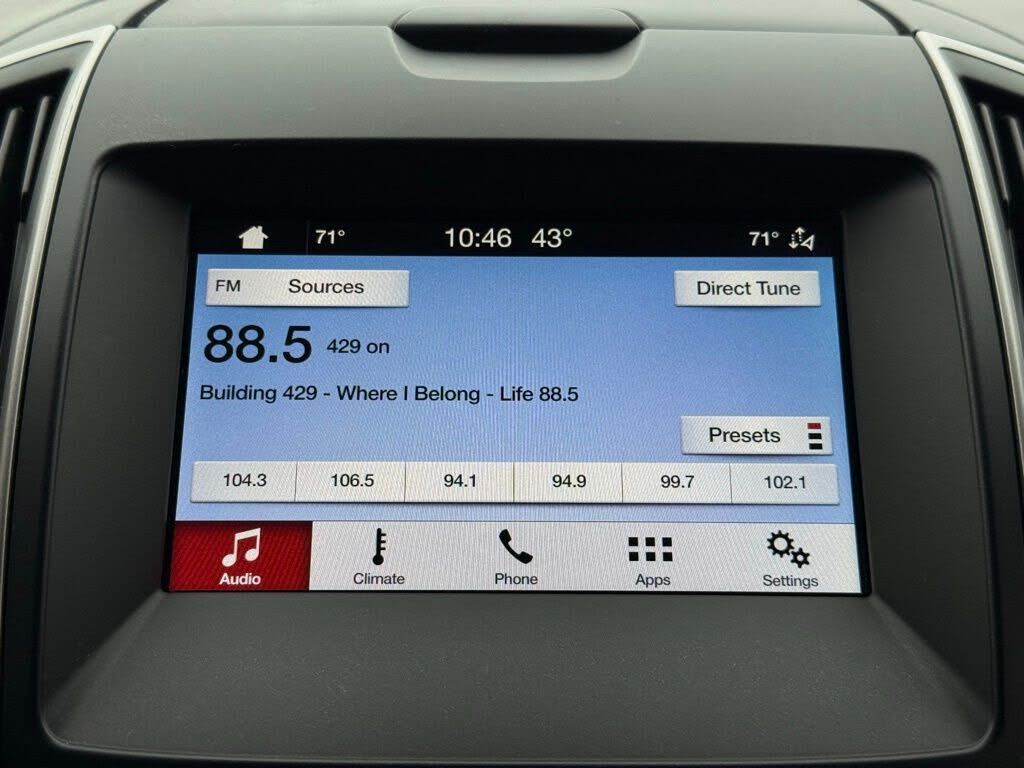 71° 10:46 43° 71°
FM Sources Direct Tune
88.5 429 on
Building 429 - Where I Belong - Life 88.5
Presets
104.3 106.5 94.1 94.9 99.7 102.1
Audio Climate Phone Apps Settings